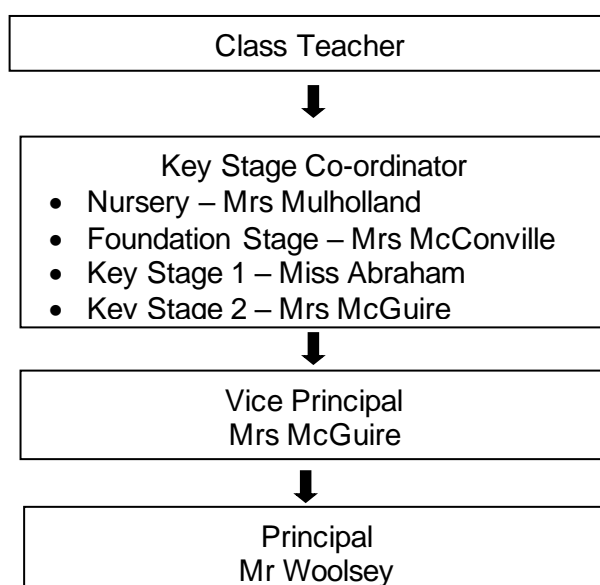 Class Teacher
Key Stage Co-ordinator
• Nursery – Mrs Mulholland
• Foundation Stage – Mrs McConville
• Key Stage 1 – Miss Abraham
• Key Stage 2 – Mrs McGuire
Vice Principal
Mrs McGuire
Principal
Mr Woolsey